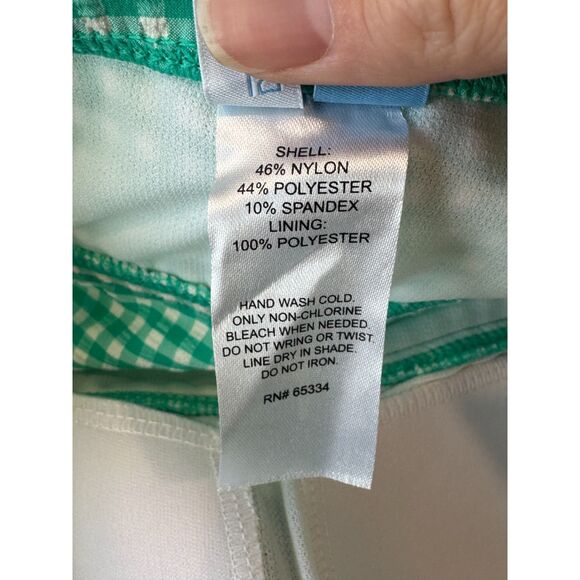 SHELL:
46% NYLON
44% POLYESTER
10% SPANDEX
LINING:
100% POLYESTER
HAND WASH COLD.
ONLY NON-CHLORINE
BLEACH WHEN NEEDED.
DO NOT WRING OR TWIST.
LINE DRY IN SHADE.
DO NOT IRON.
RN# 65334